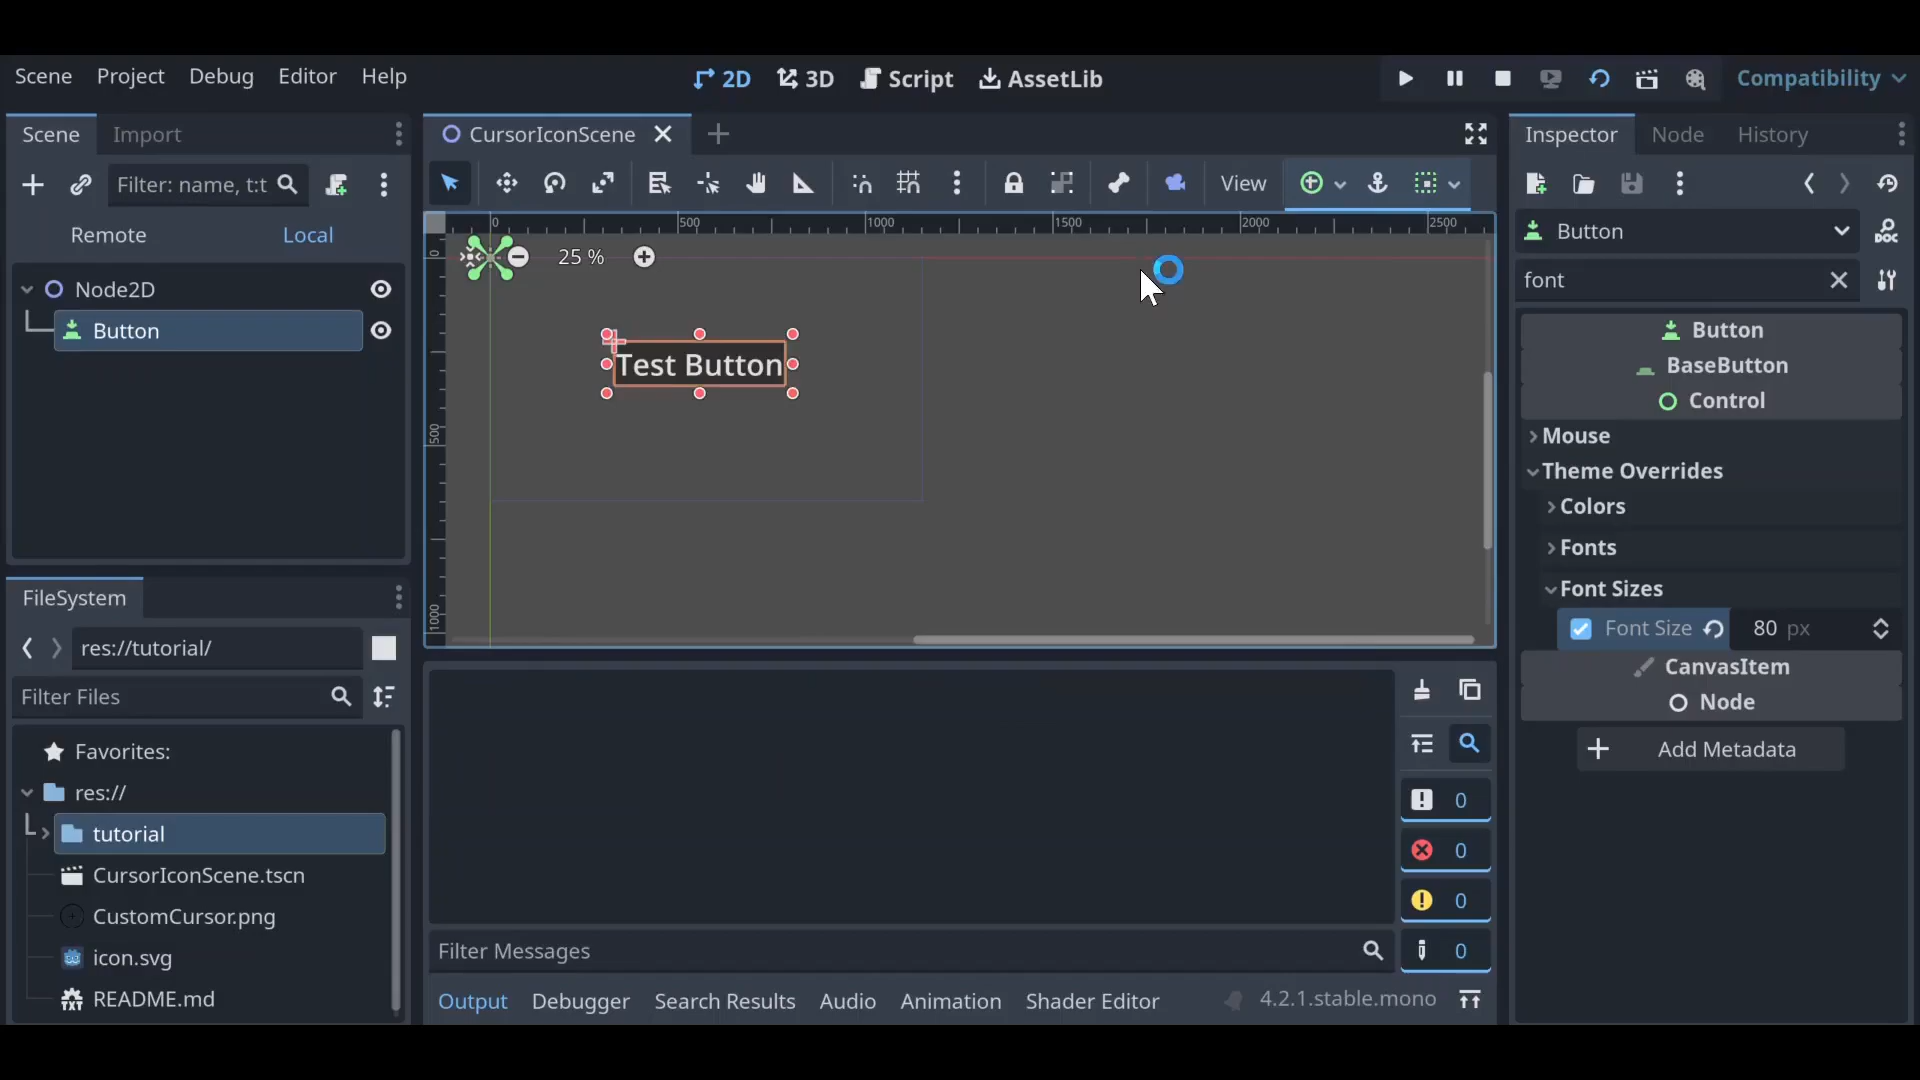 Scene Project Debug Editor Help
2D 3D Script AssetLib
Compatibility
Scene Import
Filter: name, t:t
Remote Local
Node2D
Button
FileSystem
res://tutorial/
Filter Files
Favorites:
res://
tutorial
CursorIconScene.tscn
CustomCursor.png
icon.svg
README.md
CursorIconScene
View
0 500 1000 1500 2000 2500
0
500
1000
25 %
Test Button
Filter Messages
0
0
0
0
Output Debugger Search Results Audio Animation Shader Editor
4.2.1.stable.mono
Inspector Node History
Button
DOC
font
Button
BaseButton
Control
Mouse
Theme Overrides
Colors
Fonts
Font Sizes
Font Size 80 px
CanvasItem
Node
Add Metadata